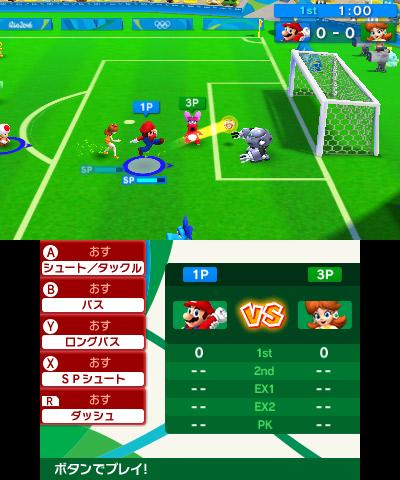 Rio2016
1st 1:00
0 - 0
1P
3P
SP
SP
A おす
シュート／タックル
B おす
パス
Y おす
ロングパス
X おす
ＳＰシュート
R おす
ダッシュ
1P 3P
VS
0 1st 0
-- 2nd --
-- EX1 --
-- EX2 --
-- PK --
ボタンでプレイ!